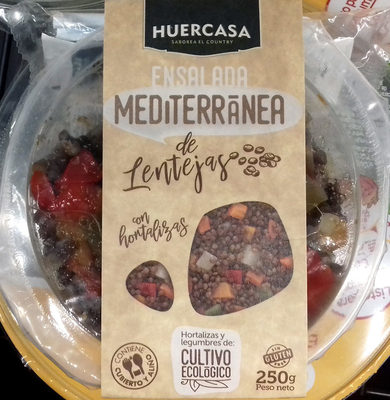 HUERCASA
SABOREA EL COUNTRY
ENSALADA
MEDITERRĀNEA
de
Lentejas
con
hortalizas
Hortalizas y
legumbres de:
CULTIVO
ECOLÓGICO
CONTIENE
CUBIERTO Y ALIÑO
SIN
GLUTEN
250g
Peso neto